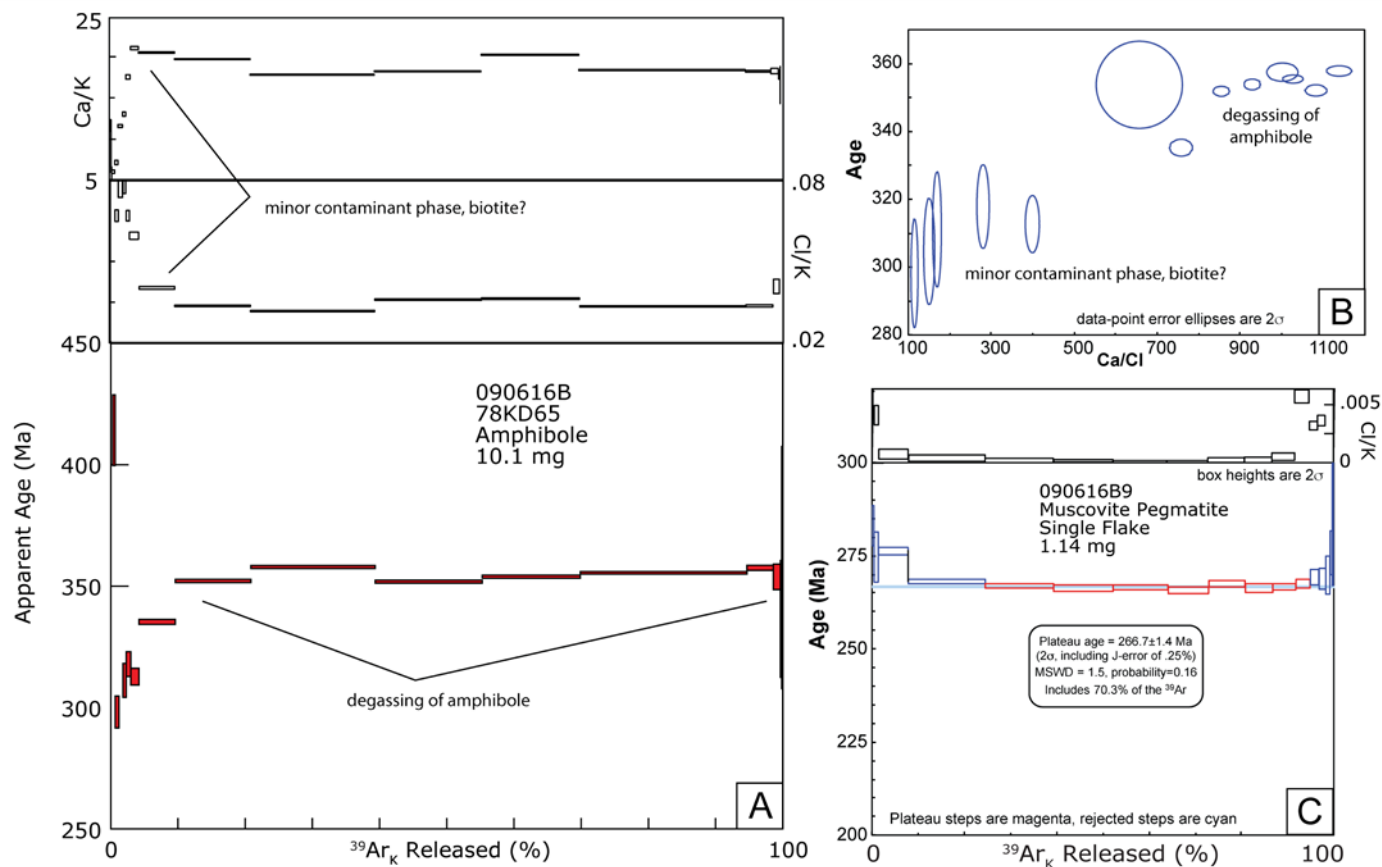 25
Ca/K
5
.08
Cl/K
.02
minor contaminant phase, biotite?
450
400
350
300
250
Apparent Age (Ma)
090616B
78KD65
Amphibole
10.1 mg
degassing of amphibole
A
0
³⁹Arₖ Released (%)
100
360
340
320
300
280
Age
degassing of
amphibole
minor contaminant phase, biotite?
data-point error ellipses are 2σ
B
100 300 500 700 900 1100
Ca/Cl
.005
0
Cl/K
box heights are 2σ
300
275
250
225
200
265
235
Age (Ma)
090616B9
Muscovite Pegmatite
Single Flake
1.14 mg
Plateau age = 266.7±1.4 Ma
(2σ, including J-error of .25%)
MSWD = 1.5, probability=0.16
Includes 70.3% of the ³⁹Ar
Plateau steps are magenta, rejected steps are cyan
C
0
³⁹Arₖ Released (%)
100